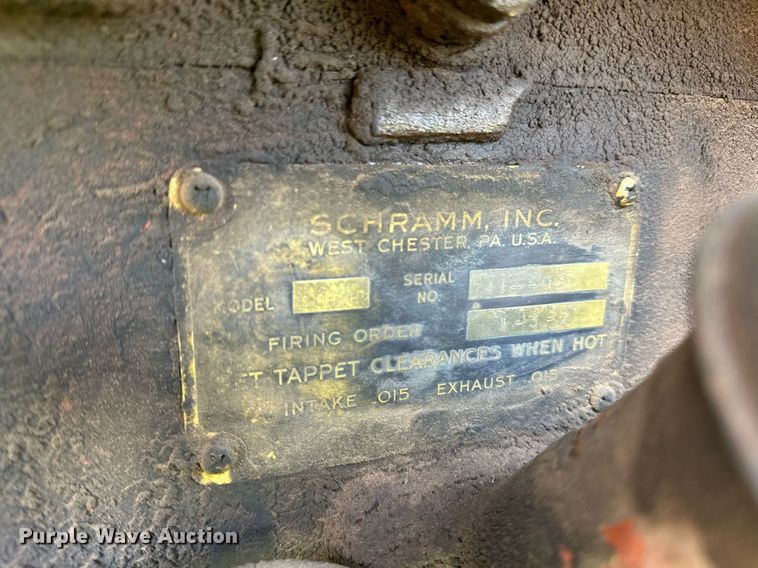 SCHRAMM, INC.
WEST CHESTER, PA. U.S.A.
MODEL
SERIAL NO.
FIRING ORDER
SET TAPPET CLEARANCES WHEN HOT
INTAKE .015 EXHAUST .015
Purple Wave Auction